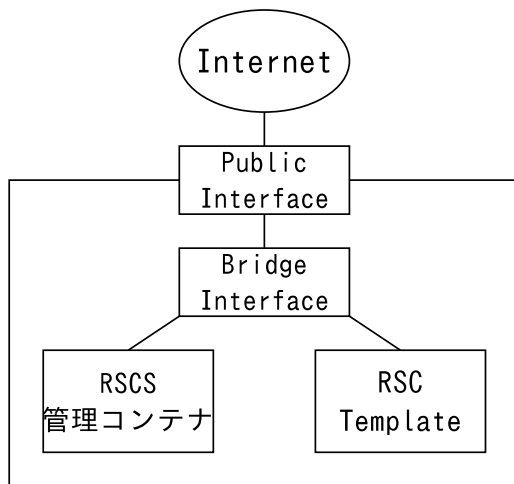 Internet
Public
Interface
Bridge
Interface
RSCS
管理コンテナ
RSC
Template